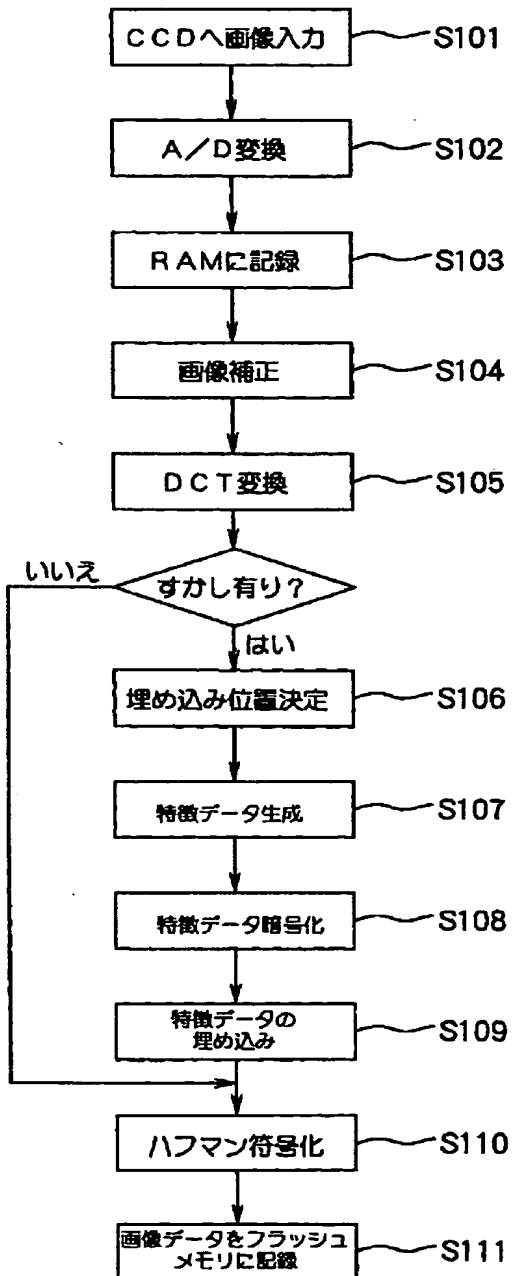 CCDへ画像入力 S101
A/D変換 S102
RAMに記録 S103
画像補正 S104
DCT変換 S105
いいえ すかし有り?
はい
埋め込み位置決定 S106
特徴データ生成 S107
特徴データ暗号化 S108
特徴データの
埋め込み S109
ハフマン符号化 S110
画像データをフラッシュ
メモリに記録 S111